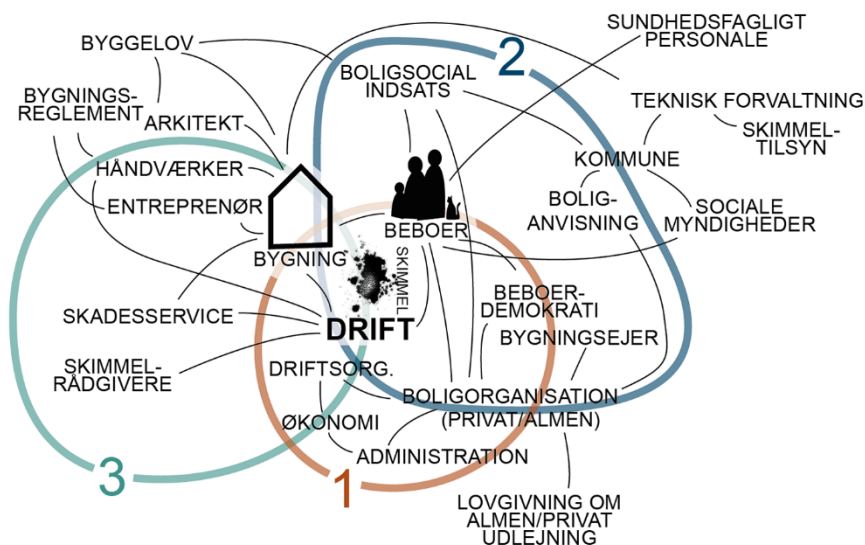 SUNDHEDSFAGLIGT
PERSONALE
BYGGELOV
2
BOLIGSOCIAL
INDSATS
BYGNINGS-
REGLEMENT
TEKNISK FORVALTNING
ARKITEKT
SKIMMEL-
TILSYN
HÅNDVÆRKER
KOMMUNE
ENTREPRENØR
BOLIG-
ANVISNING
SOCIALE
MYNDIGHEDER
BEBOER
BYGNING
SKIMMEL
BEBOER-
DEMOKRATI
SKADESSERVICE
DRIFT
BYGNINGSEJER
SKIMMEL-
RÅDGIVERE
DRIFTSORG.
BOLIGORGANISATION
(PRIVAT/ALMEN)
ØKONOMI
ADMINISTRATION
3
1
LOVGIVNING OM
ALMEN/PRIVAT
UDLEJNING